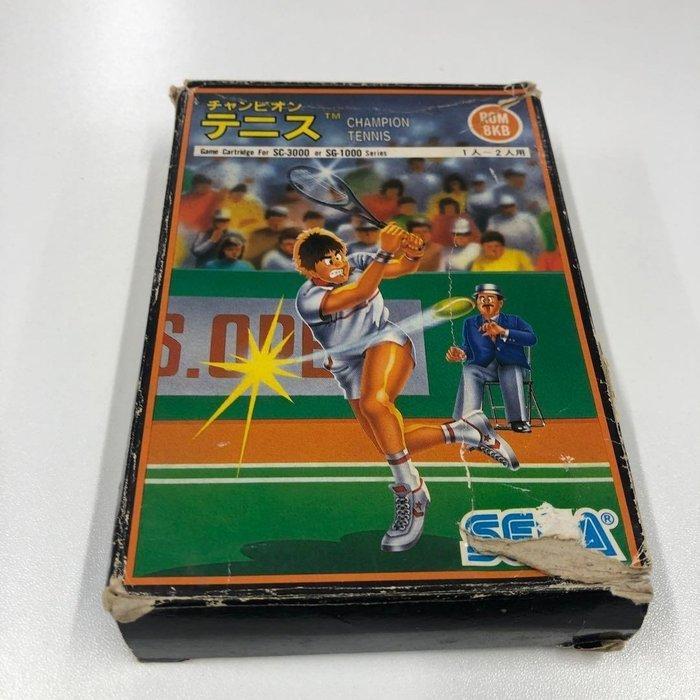 チャンピオン
テニス™
CHAMPION
TENNIS
ROM
8KB
Game Cartridge For SC-3000 or SG-1000 Series
1人～2人用
S.OPE
SEGA®